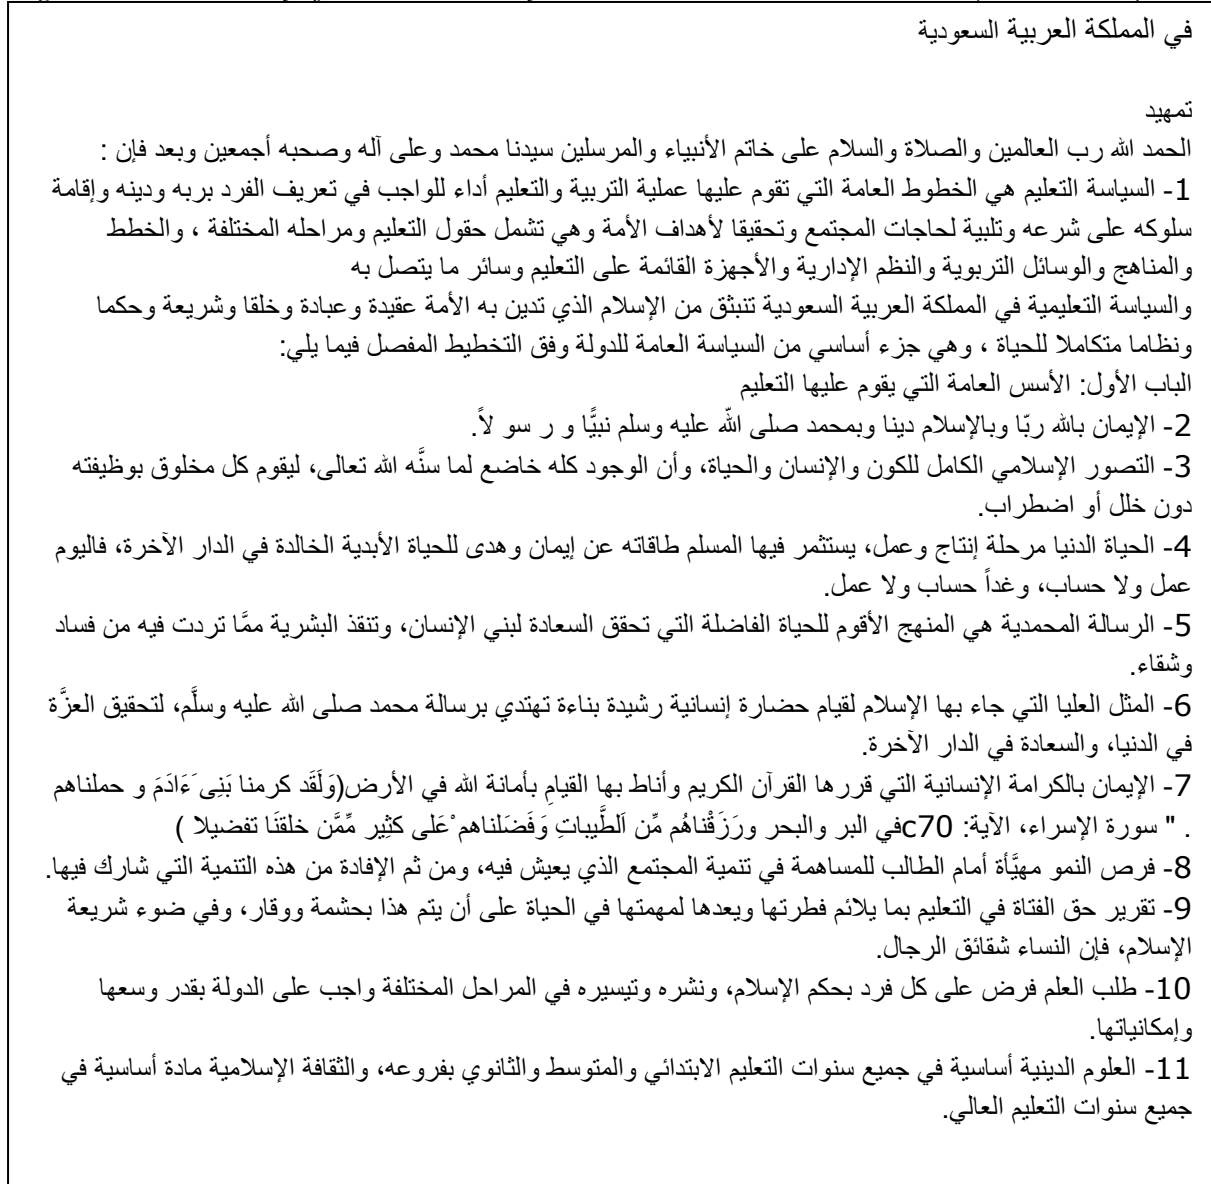 في المملكة العربية السعودية
تمهيد
الحمد الله رب العالمين والصلاة والسلام على خاتم الأنبياء والمرسلين سيدنا محمد وعلى آله وصحبه أجمعين وبعد فإن :
1- السياسة التعليم هي الخطوط العامة التي تقوم عليها عملية التربية والتعليم أداء للواجب في تعريف الفرد بربه ودينه وإقامة
سلوكه على شرعه وتلبية لحاجات المجتمع وتحقيقا لأهداف الأمة وهي تشمل حقول التعليم ومراحله المختلفة ، والخطط
والمناهج والوسائل التربوية والنظم الإدارية والأجهزة القائمة على التعليم وسائر ما يتصل به
والسياسة التعليمية في المملكة العربية السعودية تنبثق من الإسلام الذي تدين به الأمة عقيدة وعبادة وخلقا وشريعة وحكما
ونظاما متكاملا للحياة ، وهي جزء أساسي من السياسة العامة للدولة وفق التخطيط المفصل فيما يلي:
الباب الأول: الأسس العامة التي يقوم عليها التعليم
2- الإيمان بالله ربّا وبالإسلام دينا وبمحمد صلى اللّه عليه وسلم نبيًّا و ر سو لاً.
3- التصور الإسلامي الكامل للكون والإنسان والحياة، وأن الوجود كله خاضع لما سنَّه الله تعالى، ليقوم كل مخلوق بوظيفته
دون خلل أو اضطراب.
4- الحياة الدنيا مرحلة إنتاج وعمل، يستثمر فيها المسلم طاقاته عن إيمان وهدى للحياة الأبدية الخالدة في الدار الآخرة، فاليوم
عمل ولا حساب، وغداً حساب ولا عمل.
5- الرسالة المحمدية هي المنهج الأقوم للحياة الفاضلة التي تحقق السعادة لبني الإنسان، وتنقذ البشرية ممَّا تردت فيه من فساد
وشقاء.
6- المثل العليا التي جاء بها الإسلام لقيام حضارة إنسانية رشيدة بناءة تهتدي برسالة محمد صلى الله عليه وسلَّم، لتحقيق العزَّة
في الدنيا، والسعادة في الدار الآخرة.
7- الإيمان بالكرامة الإنسانية التي قررها القرآن الكريم وأناط بها القيامِ بأمانة الله في الأرض(وَلَقَد كرمنا بَنِى َءَادَمَ و حملناهم
. " سورة الإسراء، الآية: c70في البر والبحر ورَزَقْناهُم مِّن اَلطَّيباتِ وَفَضَلناهم ْعَلى كثِير مِّمَّن خلقنَا تفضيلا )
8- فرص النمو مهيَّأة أمام الطالب للمساهمة في تنمية المجتمع الذي يعيش فيه، ومن ثم الإفادة من هذه التنمية التي شارك فيها.
9- تقرير حق الفتاة في التعليم بما يلائم فطرتها ويعدها لمهمتها في الحياة على أن يتم هذا بحشمة ووقار، وفي ضوء شريعة
الإسلام، فإن النساء شقائق الرجال.
10- طلب العلم فرض على كل فرد بحكم الإسلام، ونشره وتيسيره في المراحل المختلفة واجب على الدولة بقدر وسعها
وإمكانياتها.
11- العلوم الدينية أساسية في جميع سنوات التعليم الابتدائي والمتوسط والثانوي بفروعه، والثقافة الإسلامية مادة أساسية في
جميع سنوات التعليم العالي.